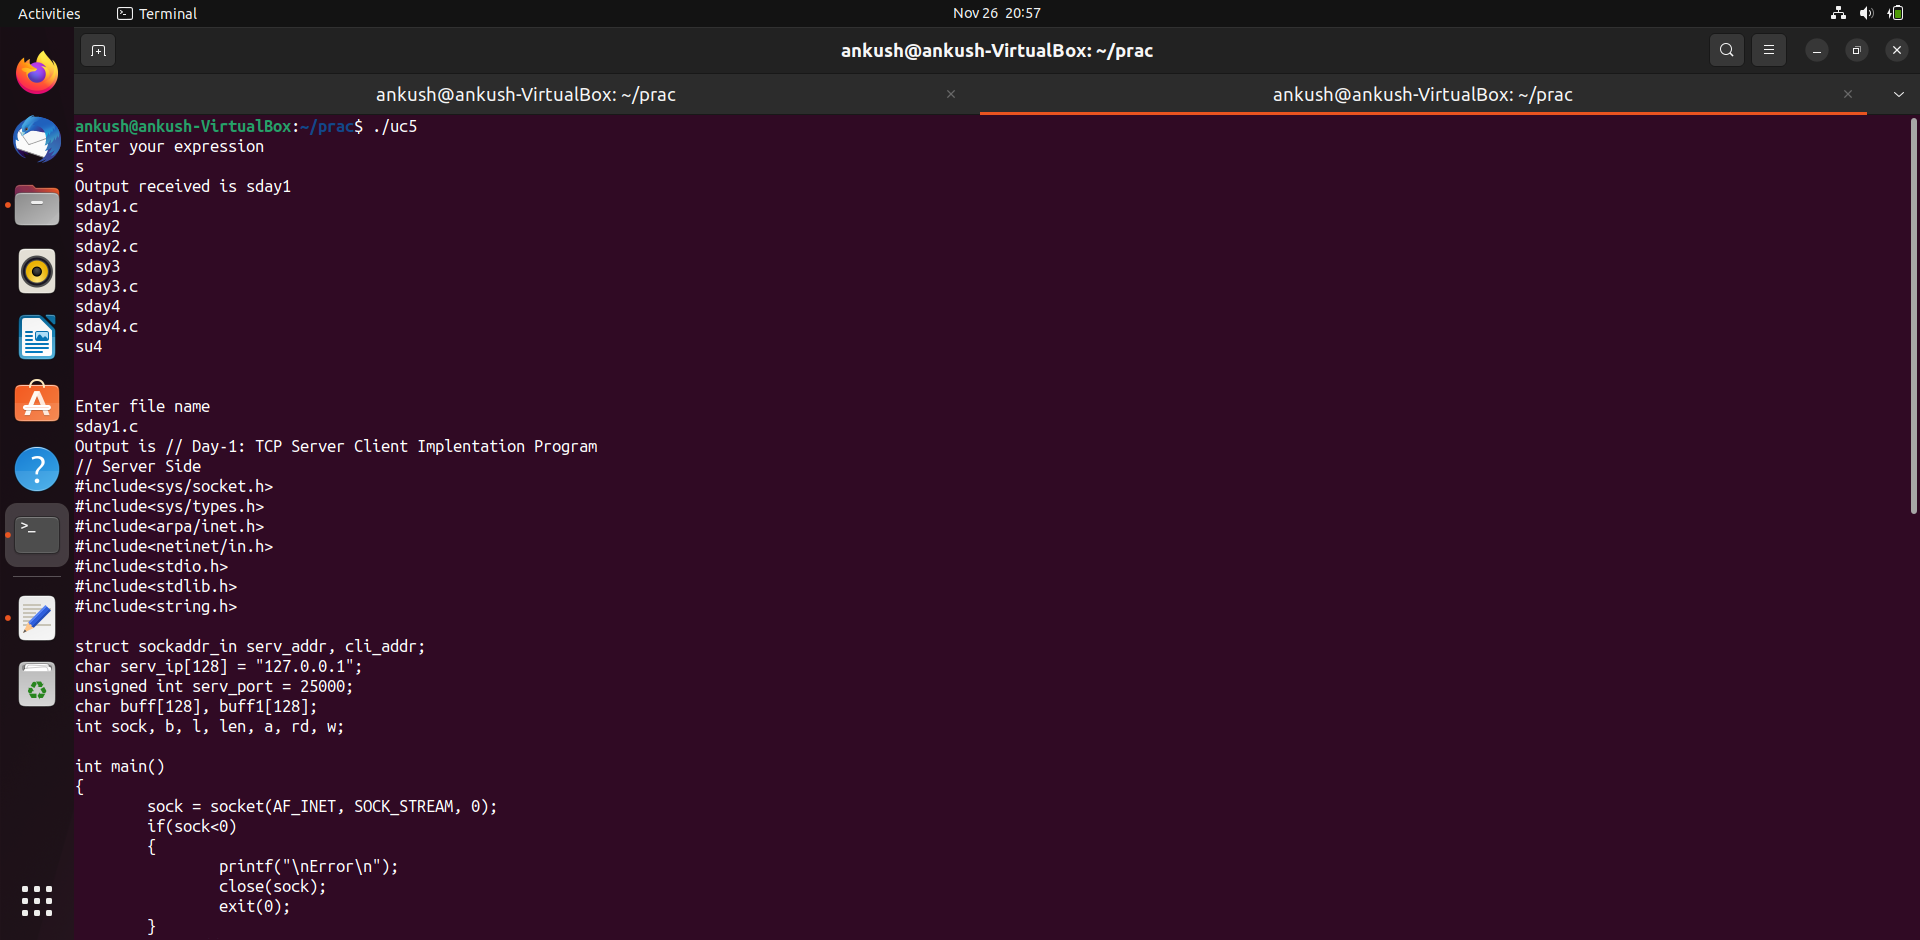 Activities
Terminal
Nov 26 20:57
ankush@ankush-VirtualBox: ~/prac
ankush@ankush-VirtualBox: ~/prac
ankush@ankush-VirtualBox: ~/prac
ankush@ankush-VirtualBox:~/prac$ ./uc5
Enter your expression
s
Output received is sday1
sday1.c
sday2
sday2.c
sday3
sday3.c
sday4
sday4.c
su4
Enter file name
sday1.c
Output is // Day-1: TCP Server Client Implentation Program
// Server Side
#include<sys/socket.h>
#include<sys/types.h>
#include<arpa/inet.h>
#include<netinet/in.h>
#include<stdio.h>
#include<stdlib.h>
#include<string.h>
struct sockaddr_in serv_addr, cli_addr;
char serv_ip[128] = "127.0.0.1";
unsigned int serv_port = 25000;
char buff[128], buff1[128];
int sock, b, l, len, a, rd, w;
int main()
{
        sock = socket(AF_INET, SOCK_STREAM, 0);
        if(sock<0)
        {
                printf("\nError\n");
                close(sock);
                exit(0);
        }